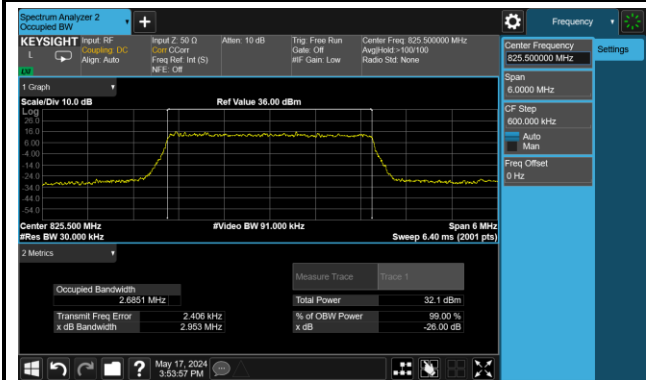 Spectrum Analyzer 2
Occupied BW
Frequency
KEYSIGHT
L
Input: RF
Coupling: DC
Align: Auto
Input Z: 50 Ω
Corr CCorr
Freq Ref: Int (S)
NFE: Off
Atten: 10 dB
Trig: Free Run
Gate: Off
#IF Gain: Low
Center Freq: 825.500000 MHz
Avg|Hold:>100/100
Radio Std: None
Center Frequency
825.500000 MHz
Settings
Span
6.0000 MHz
CF Step
600.000 kHz
Auto
Man
Freq Offset
0 Hz
1 Graph
Scale/Div 10.0 dB
Ref Value 36.00 dBm
Log
26.0
16.0
6.00
-4.00
-14.0
-24.0
-34.0
-44.0
-54.0
Center 825.500 MHz
#Video BW 91.000 kHz
Span 6 MHz
#Res BW 30.000 kHz
Sweep 6.40 ms (2001 pts)
2 Metrics
Measure Trace
Trace 1
Occupied Bandwidth
2.6851 MHz
Total Power
32.1 dBm
Transmit Freq Error
2.406 kHz
% of OBW Power
99.00 %
x dB Bandwidth
2.953 MHz
x dB
-26.00 dB
May 17, 2024
3:53:57 PM